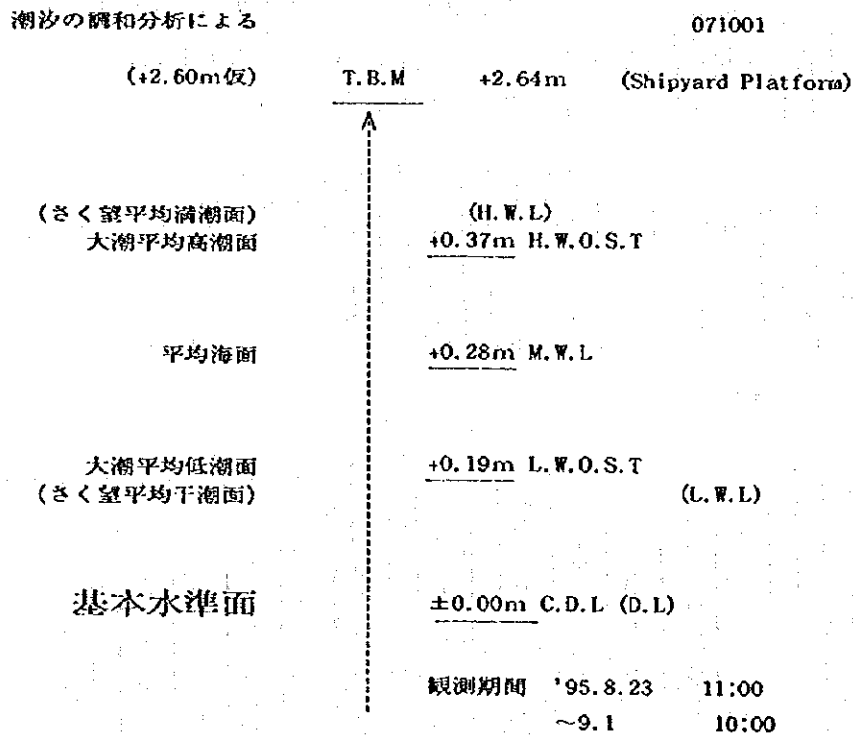 潮汐の調和分析による 071001
(+2.60m仮) T.B.M +2.64m (Shipyard Platform)
(さく望平均満潮面) (H.W.L)
大潮平均高潮面 +0.37m H.W.O.S.T
平均海面 +0.28m M.W.L
大潮平均低潮面 +0.19m L.W.O.S.T
(さく望平均干潮面) (L.W.L)
基本水準面 ±0.00m C.D.L (D.L)
観測期間 '95.8.23 11:00
～9.1 10:00